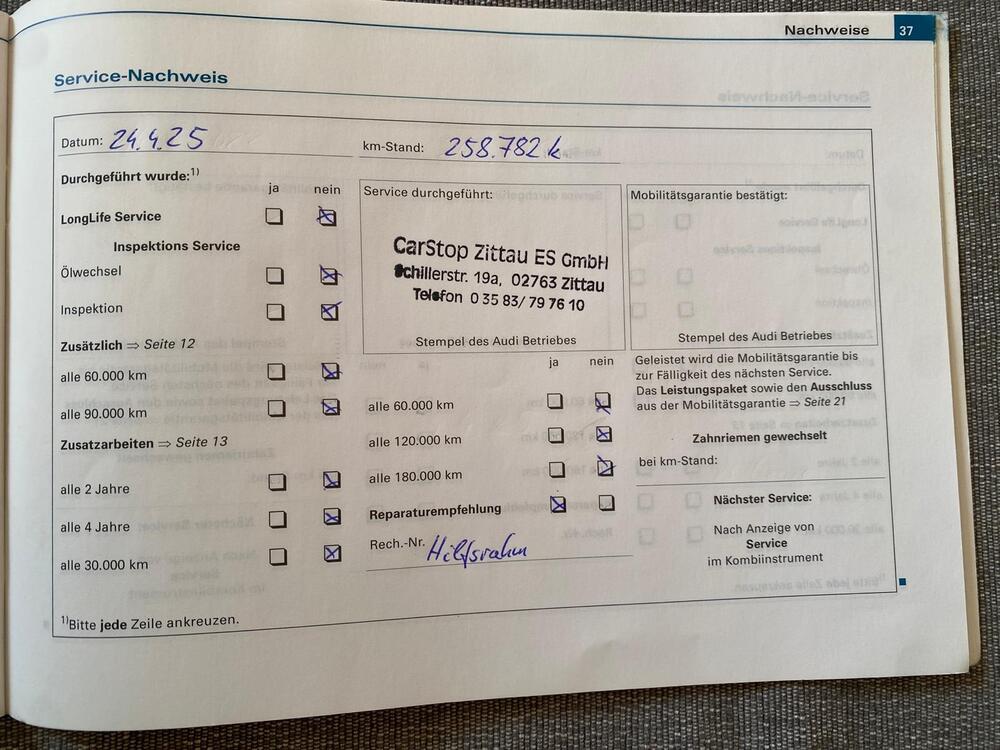 Nachweise 37
Service-Nachweis
Datum: 24.4.25
km-Stand: 258.782 k
Durchgeführt wurde:1)
ja nein
LongLife Service
Inspektions Service
Ölwechsel
Inspektion
Zusätzlich ⇒ Seite 12
alle 60.000 km
alle 90.000 km
Zusatzarbeiten ⇒ Seite 13
alle 2 Jahre
alle 4 Jahre
alle 30.000 km
Service durchgeführt:
CarStop Zittau ES GmbH
Schillerstr. 19a, 02763 Zittau
Telefon 0 35 83/ 79 76 10
Stempel des Audi Betriebes
ja nein
alle 60.000 km
alle 120.000 km
alle 180.000 km
Reparaturempfehlung
Rech.-Nr. Hilfsrahm
Mobilitätsgarantie bestätigt:
Stempel des Audi Betriebes
Geleistet wird die Mobilitätsgarantie bis
zur Fälligkeit des nächsten Service.
Das Leistungspaket sowie den Ausschluss
aus der Mobilitätsgarantie ⇒ Seite 21
Zahnriemen gewechselt
bei km-Stand:
Nächster Service:
Nach Anzeige von
Service
im Kombiinstrument
1)Bitte jede Zeile ankreuzen.